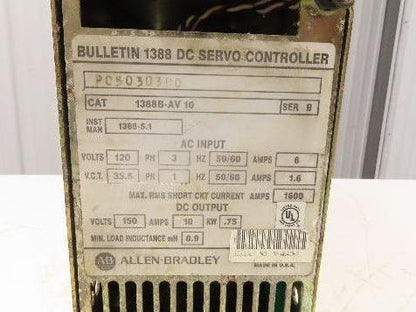 BULLETIN 1388 DC SERVO CONTROLLER
CAT 1388B-AV 10 SER B
INST MAN 1388-5.1
AC INPUT
VOLTS 120 PH 3 HZ 50/60 AMPS 6
V.C.T. 35.5 PH 1 HZ 50/60 AMPS 1.6
MAX. RMS SHORT CKT CURRENT AMPS 1600
DC OUTPUT
VOLTS 150 AMPS 10 KW .75
MIN. LOAD INDUCTANCE mH 0.9
UL
AB ALLEN-BRADLEY
MADE IN U.S.A.